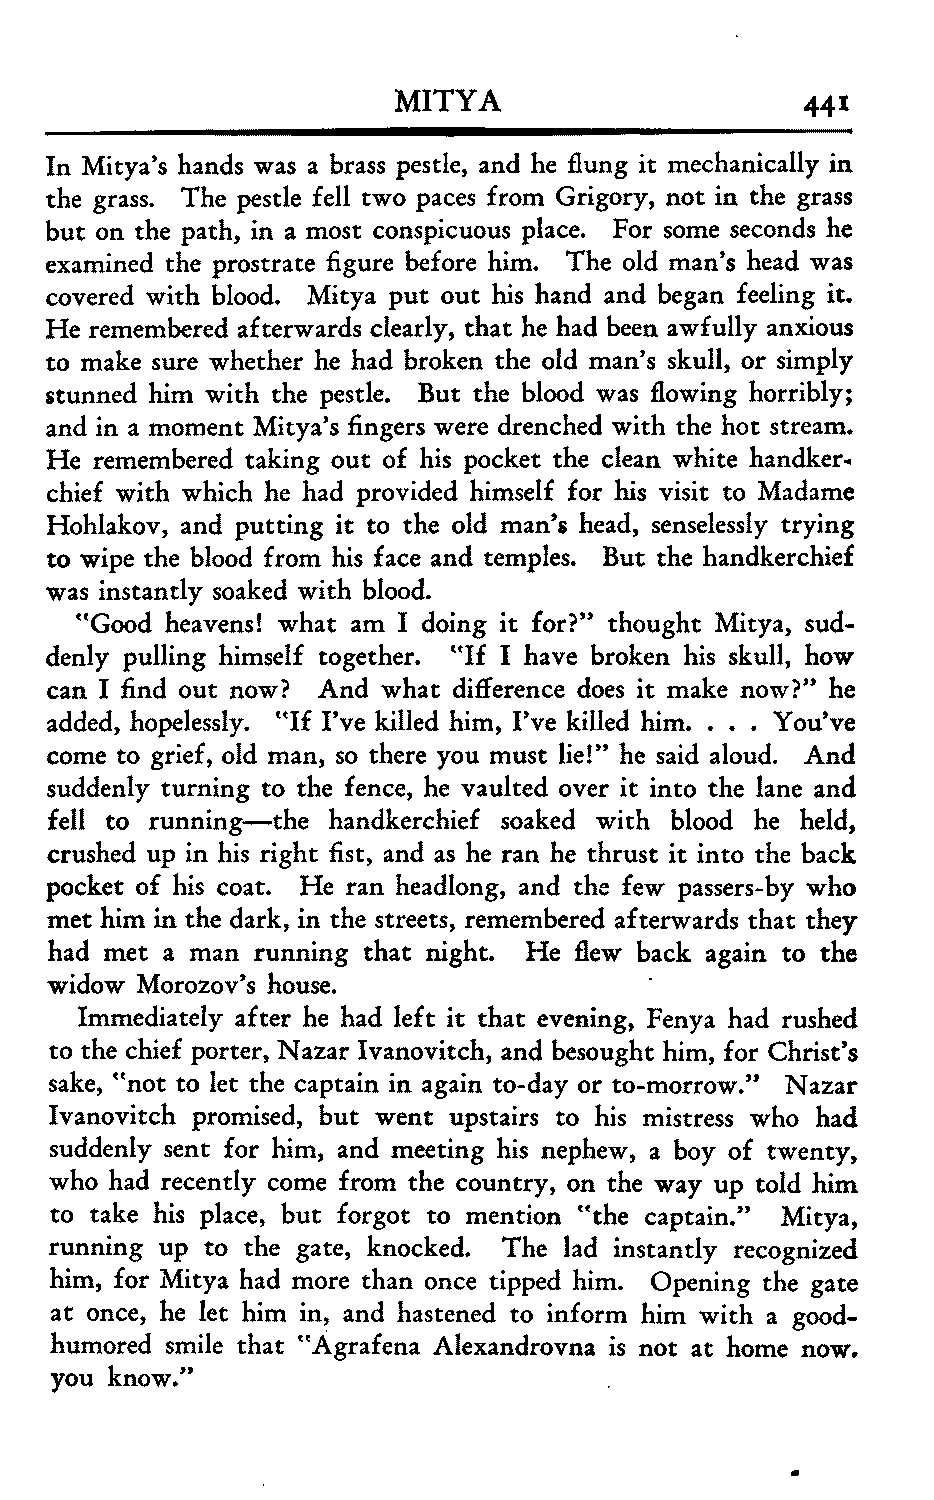 MITYA 441
In Mitya's hands was a brass pestle, and he flung it mechanically in
the grass. The pestle fell two paces from Grigory, not in the grass
but on the path, in a most conspicuous place. For some seconds he
examined the prostrate figure before him. The old man's head was
covered with blood. Mitya put out his hand and began feeling it.
He remembered afterwards clearly, that he had been awfully anxious
to make sure whether he had broken the old man's skull, or simply
stunned him with the pestle. But the blood was flowing horribly;
and in a moment Mitya's fingers were drenched with the hot stream.
He remembered taking out of his pocket the clean white handker-
chief with which he had provided himself for his visit to Madame
Hohlakov, and putting it to the old man's head, senselessly trying
to wipe the blood from his face and temples. But the handkerchief
was instantly soaked with blood.
"Good heavens! what am I doing it for?" thought Mitya, sud-
denly pulling himself together. "If I have broken his skull, how
can I find out now? And what difference does it make now?" he
added, hopelessly. "If I've killed him, I've killed him. . . . You've
come to grief, old man, so there you must lie!" he said aloud. And
suddenly turning to the fence, he vaulted over it into the lane and
fell to running—the handkerchief soaked with blood he held,
crushed up in his right fist, and as he ran he thrust it into the back
pocket of his coat. He ran headlong, and the few passers-by who
met him in the dark, in the streets, remembered afterwards that they
had met a man running that night. He flew back again to the
widow Morozov's house.
Immediately after he had left it that evening, Fenya had rushed
to the chief porter, Nazar Ivanovitch, and besought him, for Christ's
sake, "not to let the captain in again to-day or to-morrow." Nazar
Ivanovitch promised, but went upstairs to his mistress who had
suddenly sent for him, and meeting his nephew, a boy of twenty,
who had recently come from the country, on the way up told him
to take his place, but forgot to mention "the captain." Mitya,
running up to the gate, knocked. The lad instantly recognized
him, for Mitya had more than once tipped him. Opening the gate
at once, he let him in, and hastened to inform him with a good-
humored smile that "Agrafena Alexandrovna is not at home now.
you know."